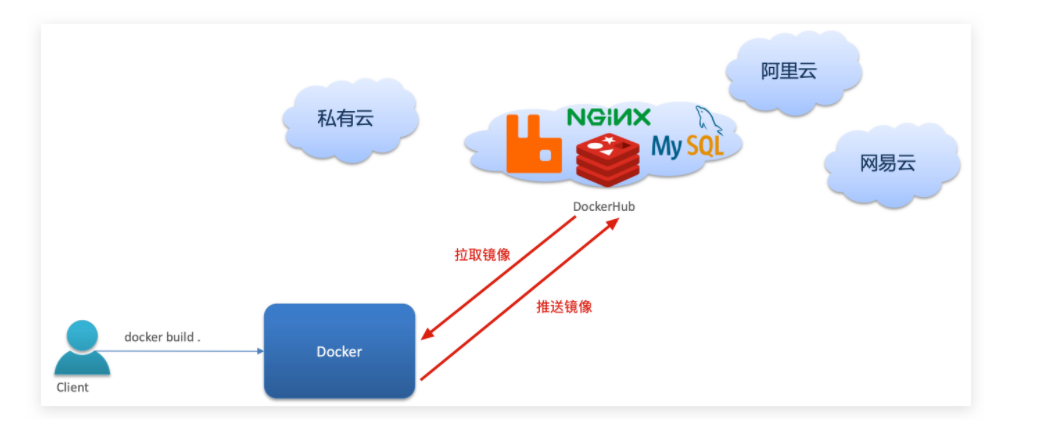 阿里云
私有云
NGiNX
MySQL
网易云
DockerHub
拉取镜像
推送镜像
docker build .
Docker
Client